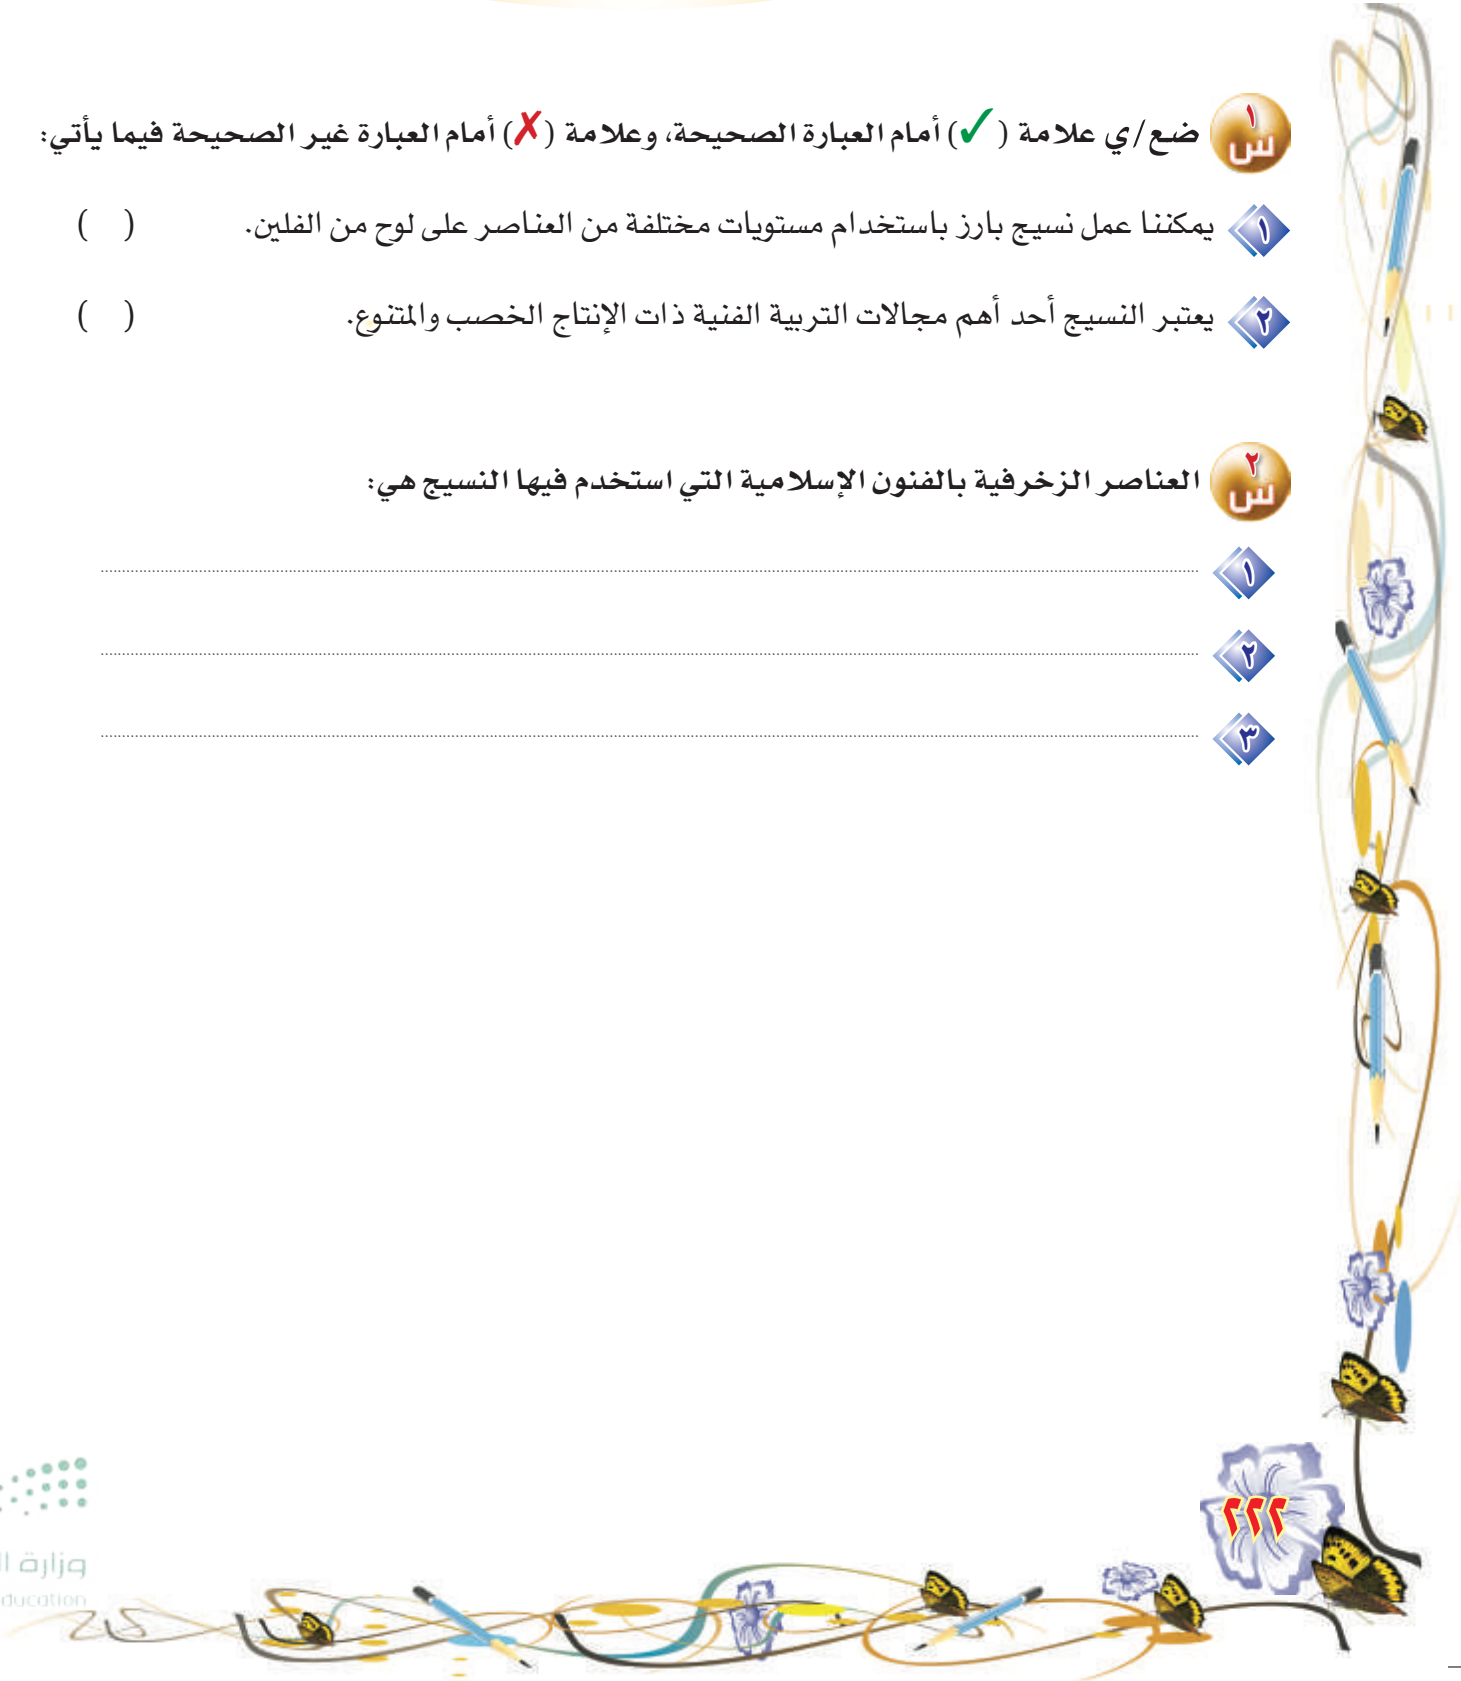 س١ ضع/ي علامة (✓) أمام العبارة الصحيحة، وعلامة (✗) أمام العبارة غير الصحيحة فيما يأتي:
١ يمكننا عمل نسيج بارز باستخدام مستويات مختلفة من العناصر على لوح من الفلين. ( )
٢ يعتبر النسيج أحد أهم مجالات التربية الفنية ذات الإنتاج الخصب والمتنوع. ( )
س٢ العناصر الزخرفية بالفنون الإسلامية التي استخدم فيها النسيج هي:
١
٢
٣
٢٢٢
وزارة ال
ducation